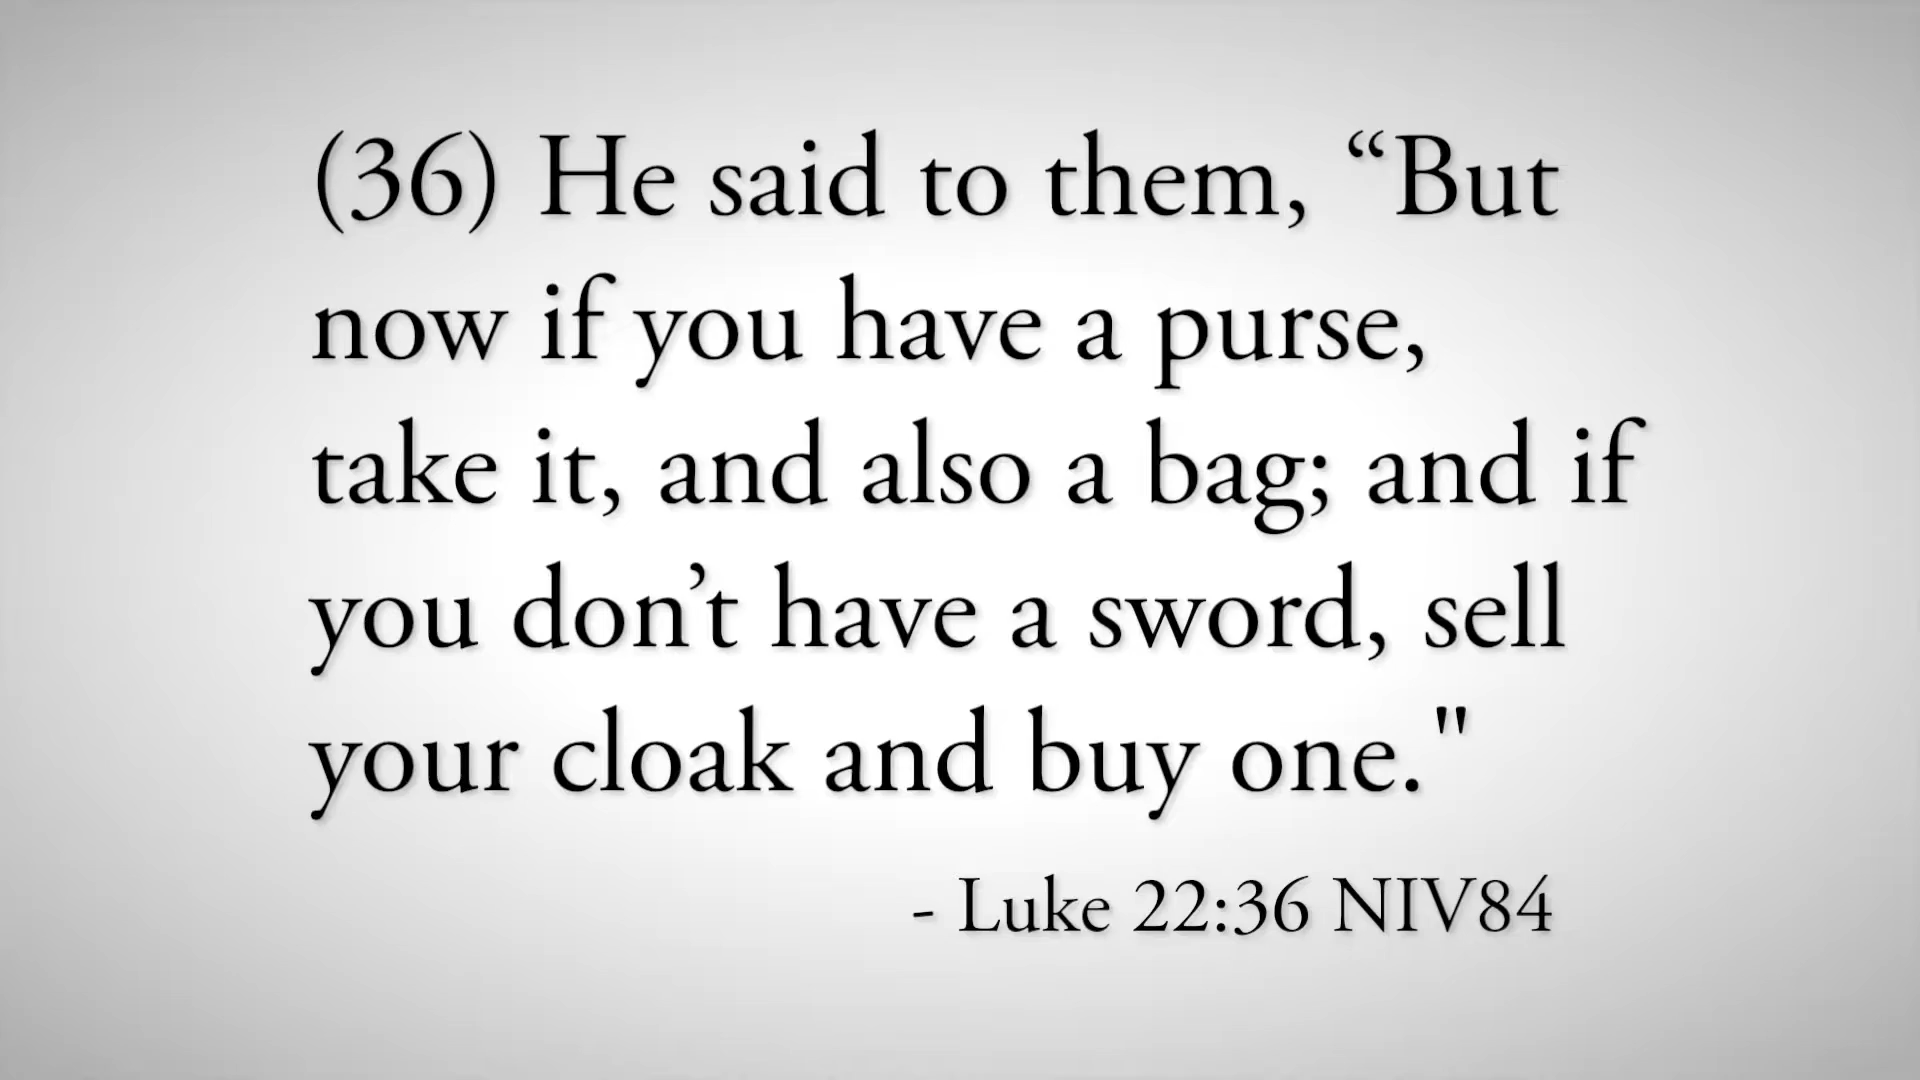 (36) He said to them, “But
now if you have a purse,
take it, and also a bag; and if
you don’t have a sword, sell
your cloak and buy one."
- Luke 22:36 NIV84